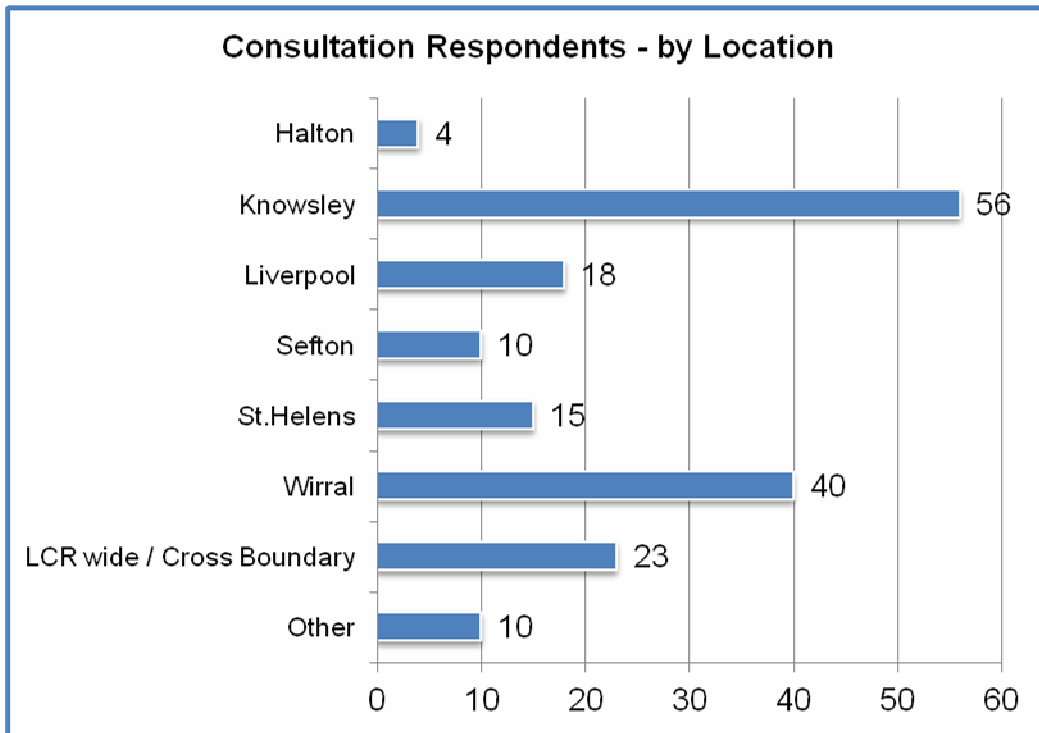 Consultation Respondents - by Location
Halton 4
Knowsley 56
Liverpool 18
Sefton 10
St.Helens 15
Wirral 40
LCR wide / Cross Boundary 23
Other 10
0 10 20 30 40 50 60